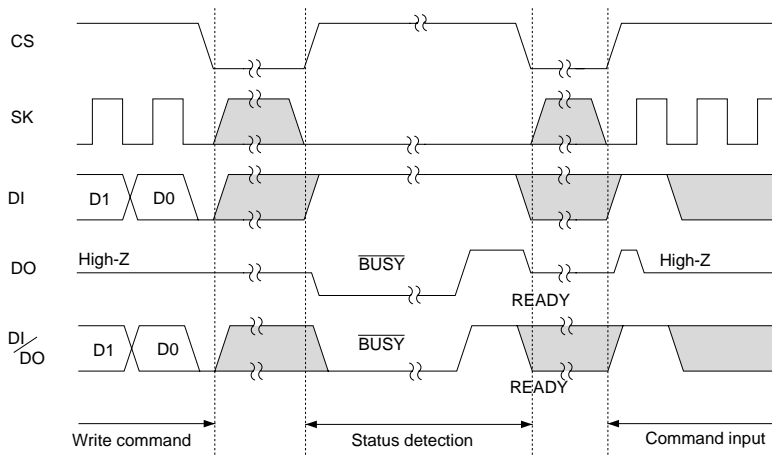 CS
SK
DI
D1
D0
DO
High-Z
BUSY
READY
High-Z
DI/DO
D1
D0
BUSY
READY
Write command
Status detection
Command input